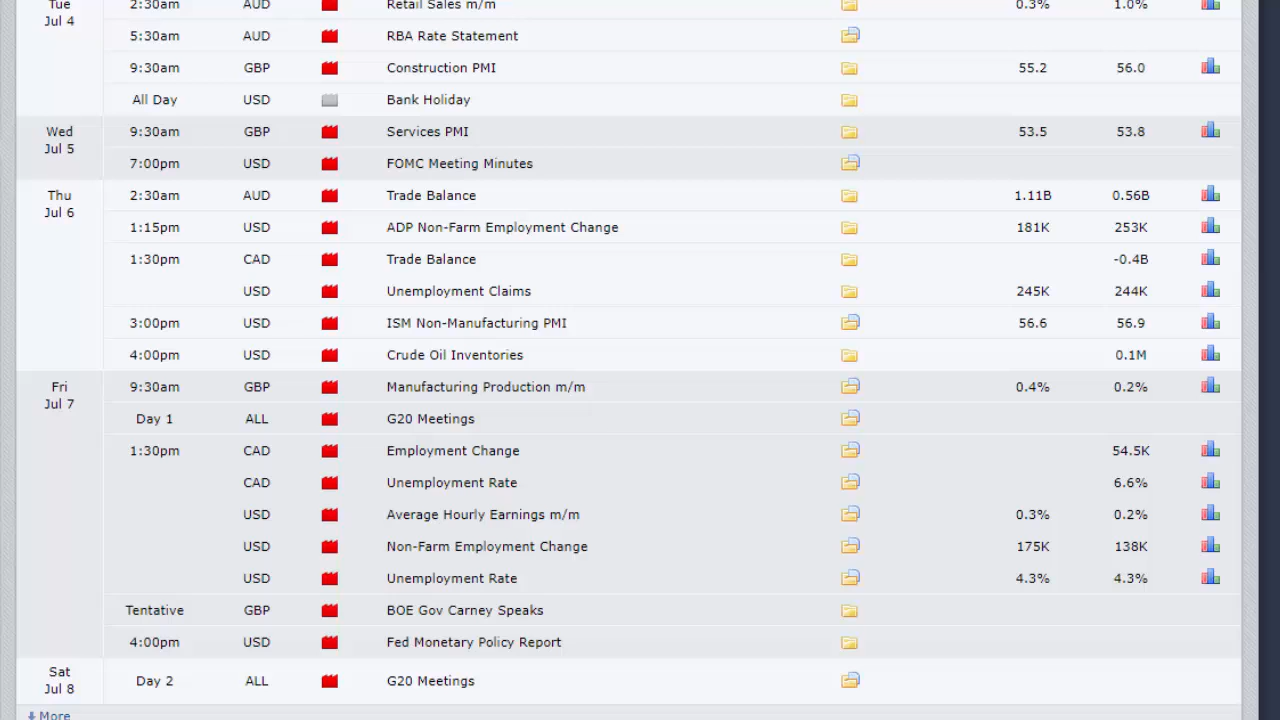 Tue 2:30am AUD Retail Sales m/m 0.3% 1.0%
Jul 4
5:30am AUD RBA Rate Statement
9:30am GBP Construction PMI 55.2 56.0
All Day USD Bank Holiday
Wed 9:30am GBP Services PMI 53.5 53.8
Jul 5
7:00pm USD FOMC Meeting Minutes
Thu 2:30am AUD Trade Balance 1.11B 0.56B
Jul 6
1:15pm USD ADP Non-Farm Employment Change 181K 253K
1:30pm CAD Trade Balance -0.4B
USD Unemployment Claims 245K 244K
3:00pm USD ISM Non-Manufacturing PMI 56.6 56.9
4:00pm USD Crude Oil Inventories 0.1M
Fri 9:30am GBP Manufacturing Production m/m 0.4% 0.2%
Jul 7
Day 1 ALL G20 Meetings
1:30pm CAD Employment Change 54.5K
CAD Unemployment Rate 6.6%
USD Average Hourly Earnings m/m 0.3% 0.2%
USD Non-Farm Employment Change 175K 138K
USD Unemployment Rate 4.3% 4.3%
Tentative GBP BOE Gov Carney Speaks
4:00pm USD Fed Monetary Policy Report
Sat
Jul 8
Day 2 ALL G20 Meetings
More